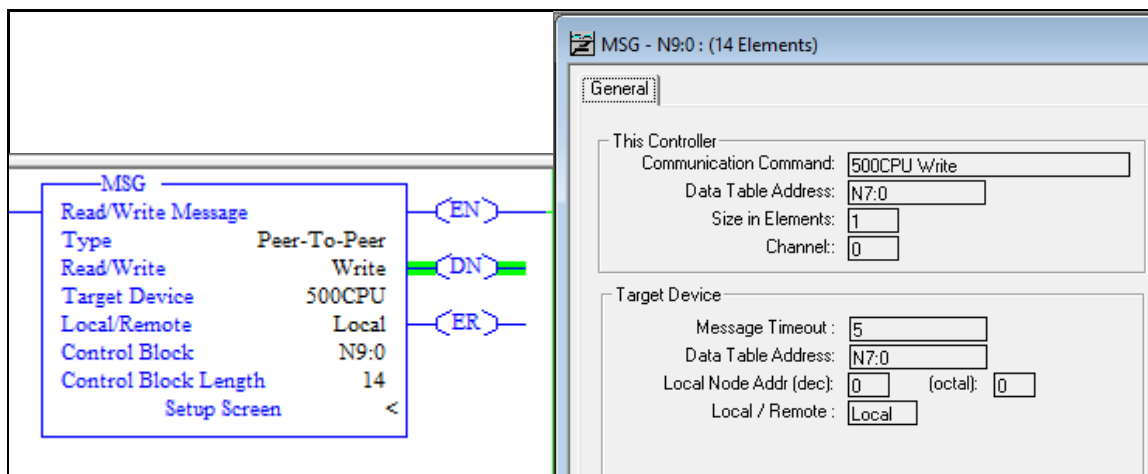 MSG
Read/Write Message
Type Peer-To-Peer
Read/Write Write
Target Device 500CPU
Local/Remote Local
Control Block N9:0
Control Block Length 14
Setup Screen <
EN
DN
ER
MSG - N9:0 : (14 Elements)
General
This Controller
Communication Command: 500CPU Write
Data Table Address: N7:0
Size in Elements: 1
Channel:: 0
Target Device
Message Timeout : 5
Data Table Address: N7:0
Local Node Addr (dec): 0 (octal): 0
Local / Remote : Local